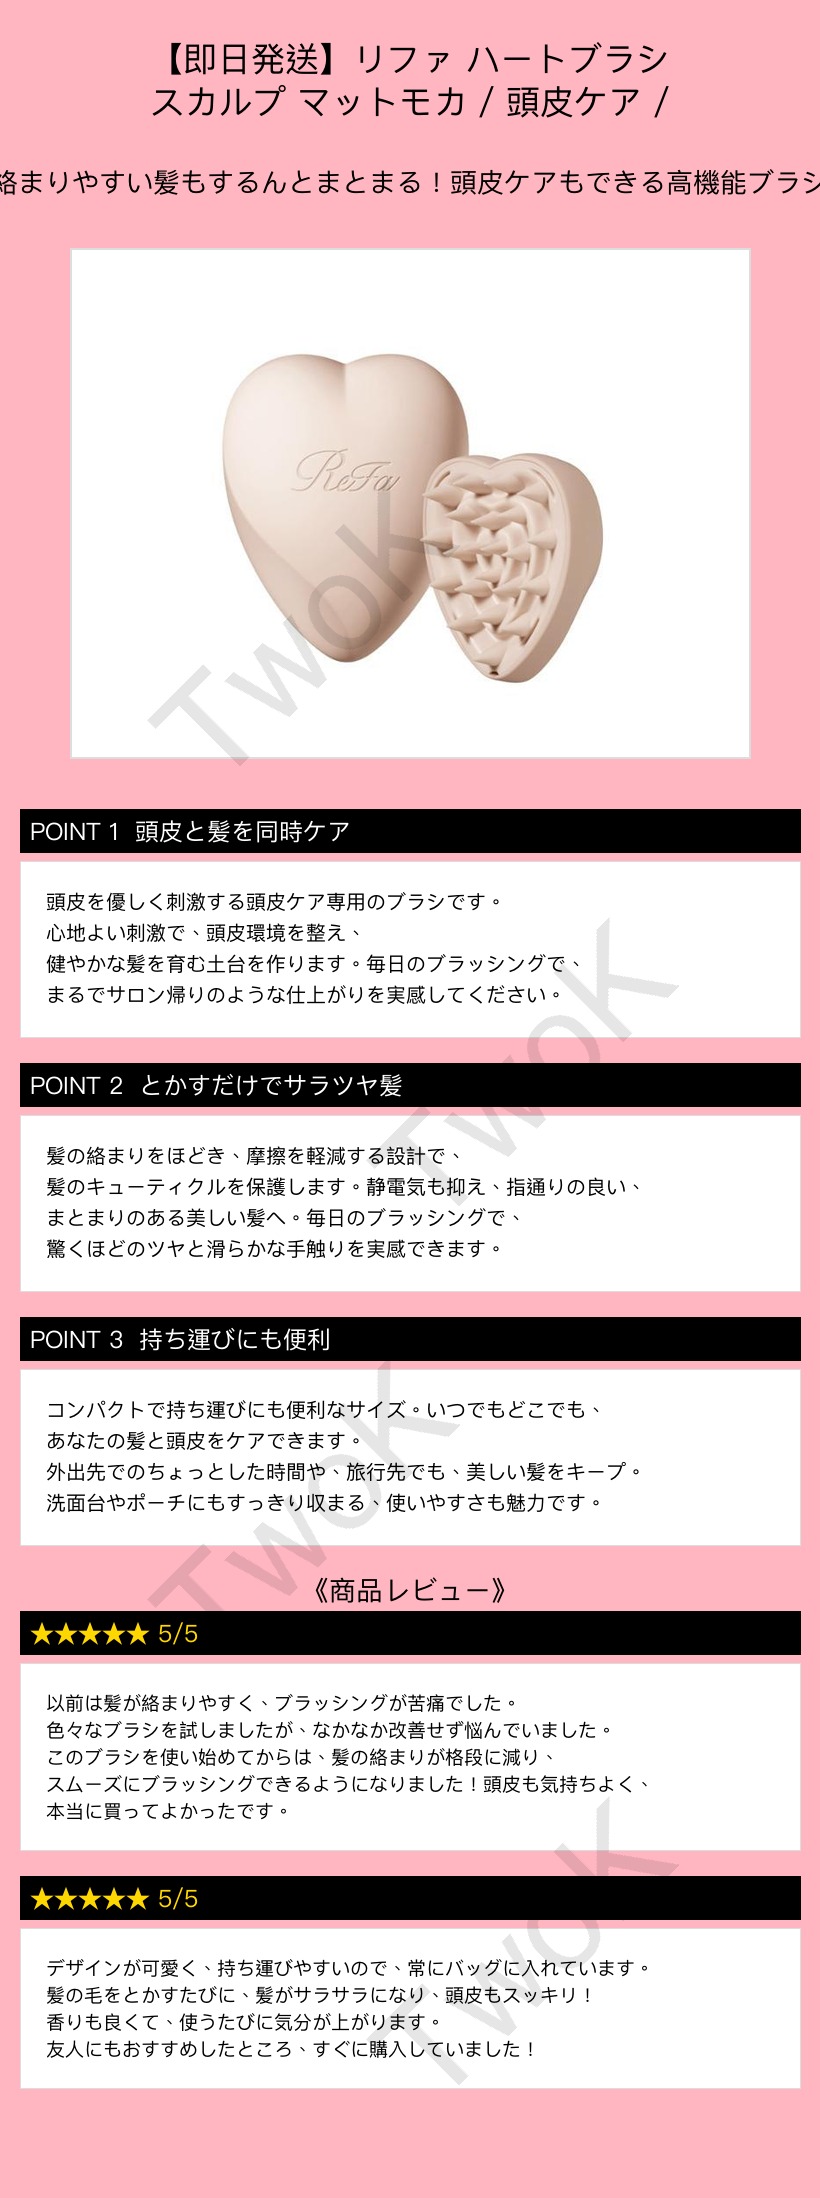 【即日発送】リファ ハートブラシ
スカルプ マットモカ / 頭皮ケア /
絡まりやすい髪もするんとまとまる！頭皮ケアもできる高機能ブラシ
ReFa
TwoK
POINT 1 頭皮と髪を同時ケア
頭皮を優しく刺激する頭皮ケア専用のブラシです。
心地よい刺激で、頭皮環境を整え、
健やかな髪を育む土台を作ります。毎日のブラッシングで、
まるでサロン帰りのような仕上がりを実感してください。
TwoK
POINT 2 とかすだけでサラツヤ髪
髪の絡まりをほどき、摩擦を軽減する設計で、
髪のキューティクルを保護します。静電気も抑え、指通りの良い、
まとまりのある美しい髪へ。毎日のブラッシングで、
驚くほどのツヤと滑らかな手触りを実感できます。
POINT 3 持ち運びにも便利
コンパクトで持ち運びにも便利なサイズ。いつでもどこでも、
あなたの髪と頭皮をケアできます。
外出先でのちょっとした時間や、旅行先でも、美しい髪をキープ。
洗面台やポーチにもすっきり収まる、使いやすさも魅力です。
TwoK
《商品レビュー》
★★★★★ 5/5
以前は髪が絡まりやすく、ブラッシングが苦痛でした。
色々なブラシを試しましたが、なかなか改善せず悩んでいました。
このブラシを使い始めてからは、髪の絡まりが格段に減り、
スムーズにブラッシングできるようになりました！頭皮も気持ちよく、
本当に買ってよかったです。
★★★★★ 5/5
デザインが可愛く、持ち運びやすいので、常にバッグに入れています。
髪の毛をとかすたびに、髪がサラサラになり、頭皮もスッキリ！
香りも良くて、使うたびに気分が上がります。
友人にもおすすめしたところ、すぐに購入していました！
TwoK